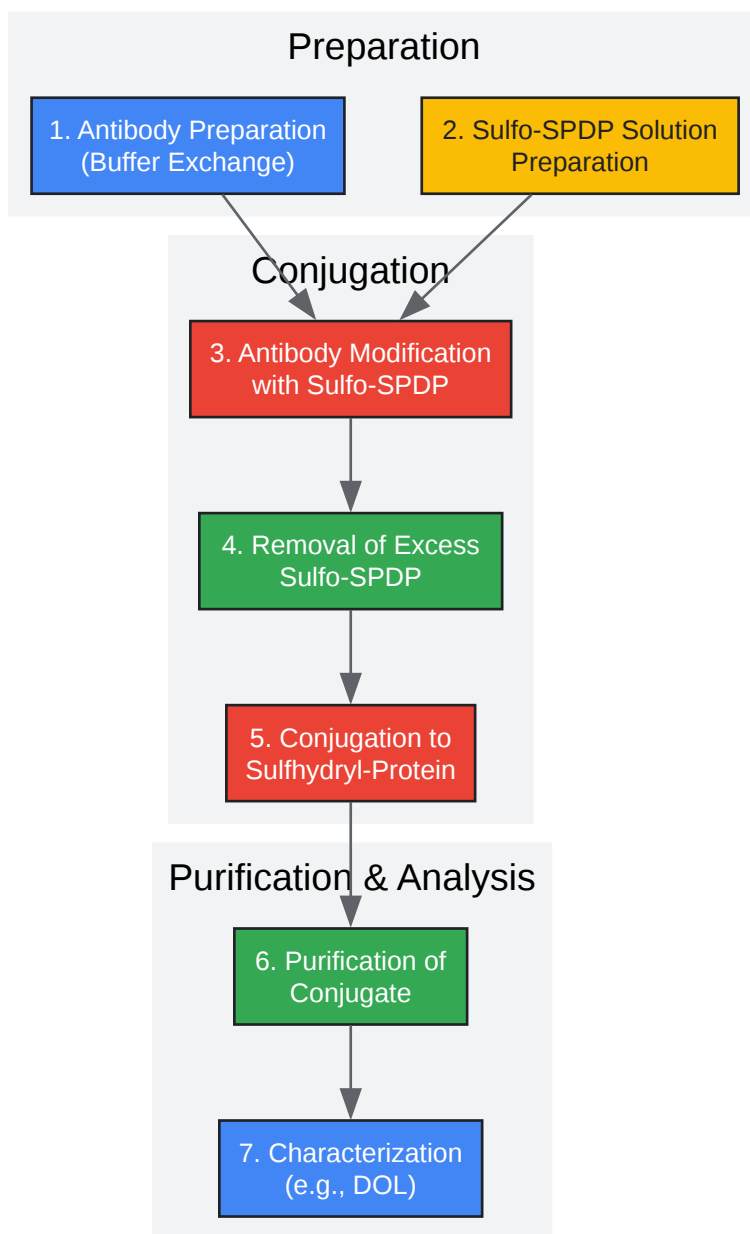 Preparation
1. Antibody Preparation
(Buffer Exchange)
2. Sulfo-SPDP Solution
Preparation
Conjugation
3. Antibody Modification
with Sulfo-SPDP
4. Removal of Excess
Sulfo-SPDP
5. Conjugation to
Sulfhydryl-Protein
Purification & Analysis
6. Purification of
Conjugate
7. Characterization
(e.g., DOL)